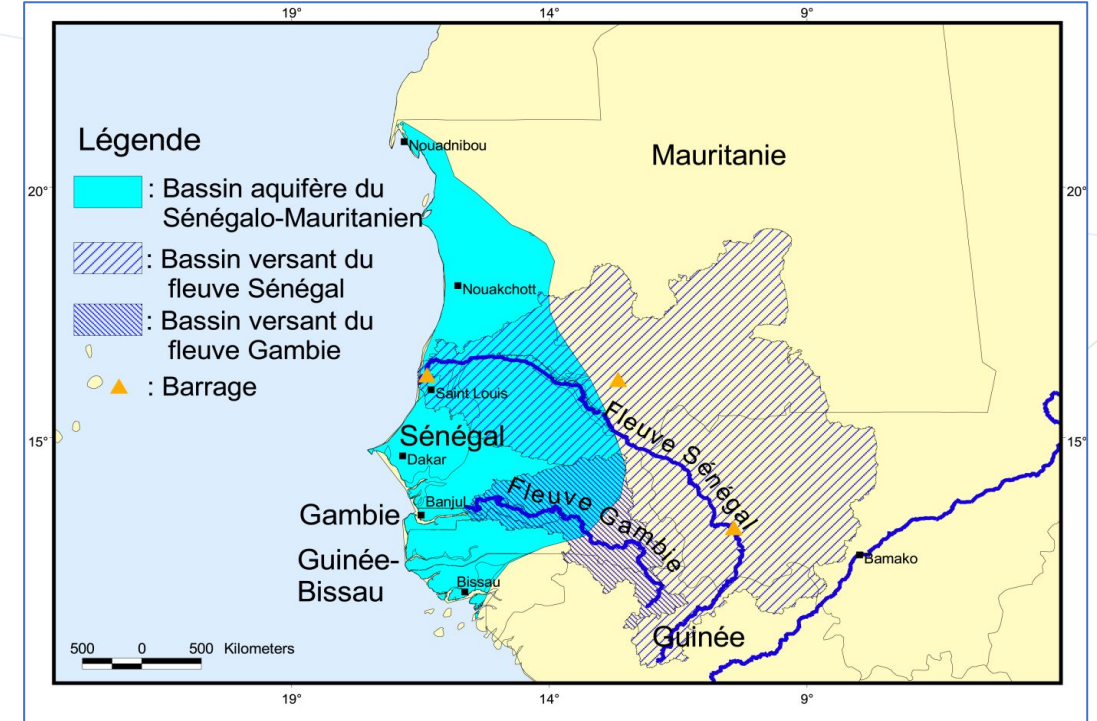 19°
14°
9°
Légende
: Bassin aquifère du
Sénégalo-Mauritanien
: Bassin versant du
fleuve Sénégal
: Bassin versant du
fleuve Gambie
: Barrage
Nouadnibou
Mauritanie
20°
20°
Nouakchott
Saint Louis
Fleuve Sénégal
Sénégal
15°
15°
Dakar
Fleuve Gambie
Banjul
Gambie
Bamako
Guinée-
Bissau
Bissau
Guinée
500 0 500 Kilometers
19°
14°
9°